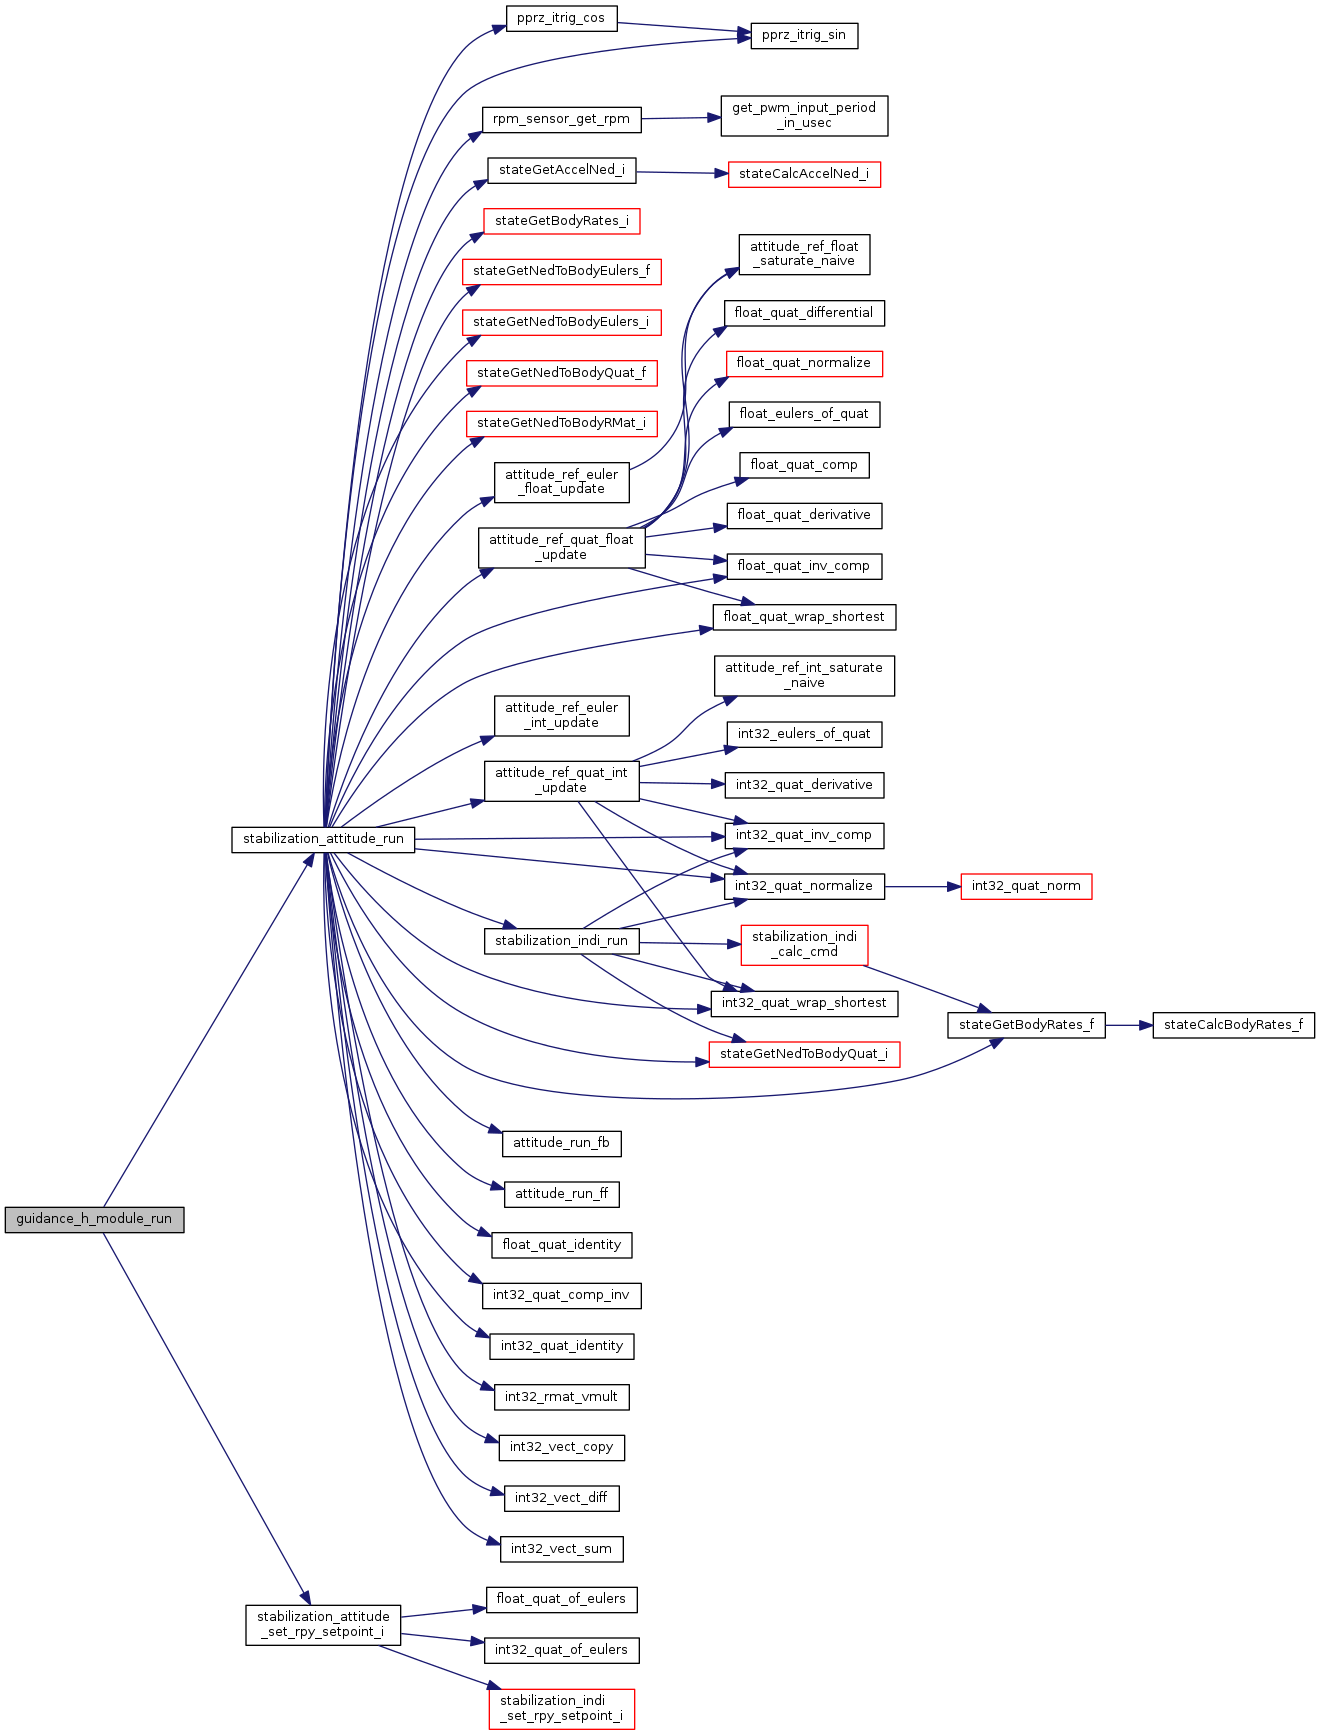 pprz_itrig_cos
pprz_itrig_sin
rpm_sensor_get_rpm
get_pwm_input_period
_in_usec
stateGetAccelNed_i
stateCalcAccelNed_i
stateGetBodyRates_i
stateGetNedToBodyEulers_f
stateGetNedToBodyEulers_i
stateGetNedToBodyQuat_f
stateGetNedToBodyRMat_i
attitude_ref_euler
_float_update
attitude_ref_quat_float
_update
attitude_ref_float
_saturate_naive
float_quat_differential
float_quat_normalize
float_eulers_of_quat
float_quat_comp
float_quat_derivative
float_quat_inv_comp
float_quat_wrap_shortest
attitude_ref_euler
_int_update
attitude_ref_quat_int
_update
attitude_ref_int_saturate
_naive
int32_eulers_of_quat
int32_quat_derivative
int32_quat_inv_comp
int32_quat_normalize
int32_quat_norm
stabilization_attitude_run
stabilization_indi_run
stabilization_indi
_calc_cmd
int32_quat_wrap_shortest
stateGetNedToBodyQuat_i
stateGetBodyRates_f
stateCalcBodyRates_f
attitude_run_fb
attitude_run_ff
guidance_h_module_run
float_quat_identity
int32_quat_comp_inv
int32_quat_identity
int32_rmat_vmult
int32_vect_copy
int32_vect_diff
int32_vect_sum
stabilization_attitude
_set_rpy_setpoint_i
float_quat_of_eulers
int32_quat_of_eulers
stabilization_indi
_set_rpy_setpoint_i